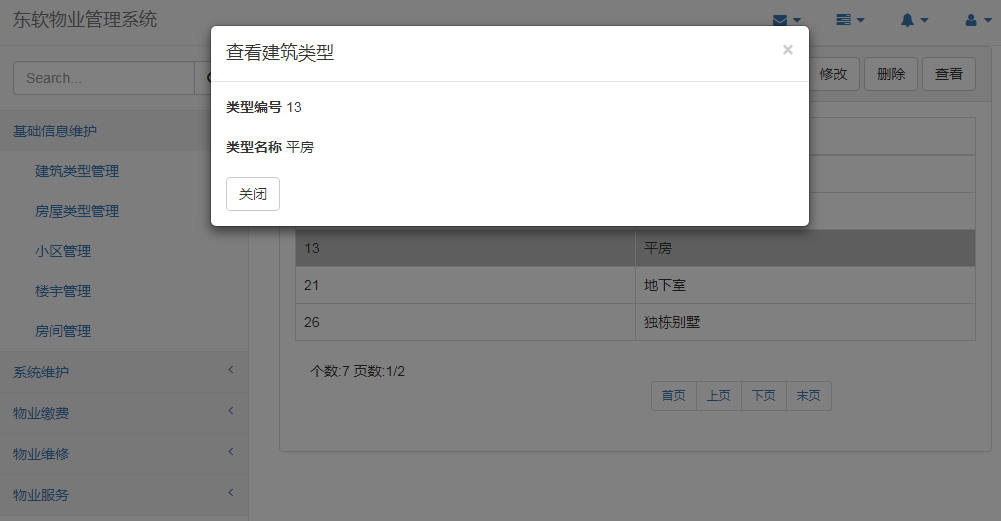 东软物业管理系统
查看建筑类型 ×
Search...
修改 删除 查看
类型编号 13
基础信息维护
类型名称 平房
建筑类型管理
关闭
房屋类型管理
小区管理
13 平房
楼宇管理
21 地下室
房间管理
26 独栋别墅
系统维护
个数:7 页数:1/2
首页 上页 下页 末页
物业缴费
物业维修
物业服务